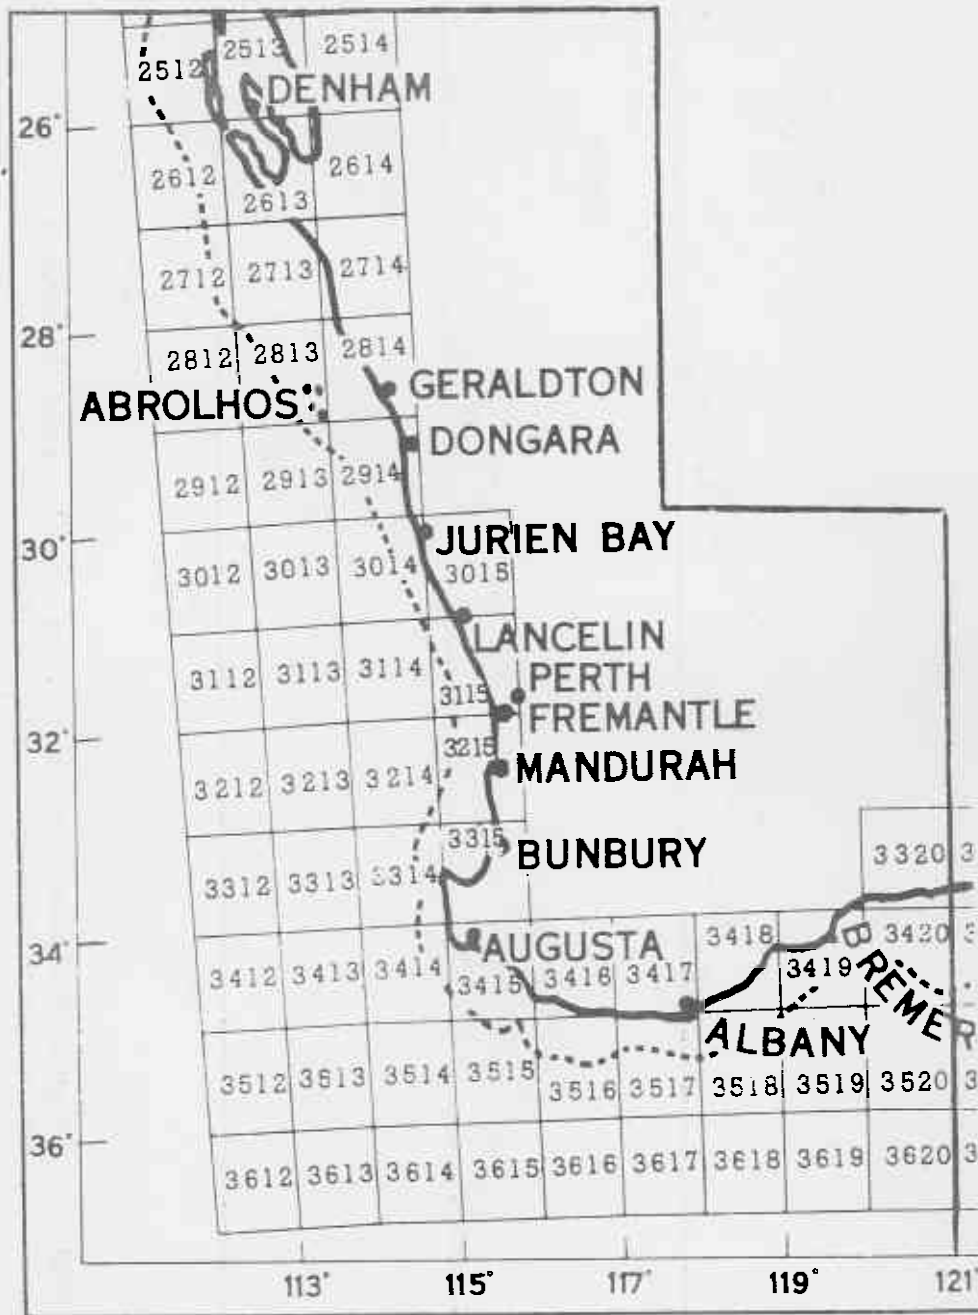 2513 2514
2512
DENHAM
26°
2612 2614
2613
2712 2713 2714
28°
2812 2813 2814
ABROLHOS GERALDTON
DONGARA
2912 2913 2914
30° JURIEN BAY
3012 3013 3014 3015
LANCELIN
3112 3113 3114 PERTH
3115 FREMANTLE
32° 3215
3212 3213 3214 MANDURAH
3315 BUNBURY
3312 3313 3314 3320 3
34° AUGUSTA 3418 3420 3
3412 3413 3414 3415 3416 3417 3419
BREMER
ALBANY
3512 3513 3514 3515 3516 3517 3518 3519 3520 3
36°
3612 3613 3614 3615 3616 3617 3618 3619 3620 3
113° 115° 117° 119° 121°